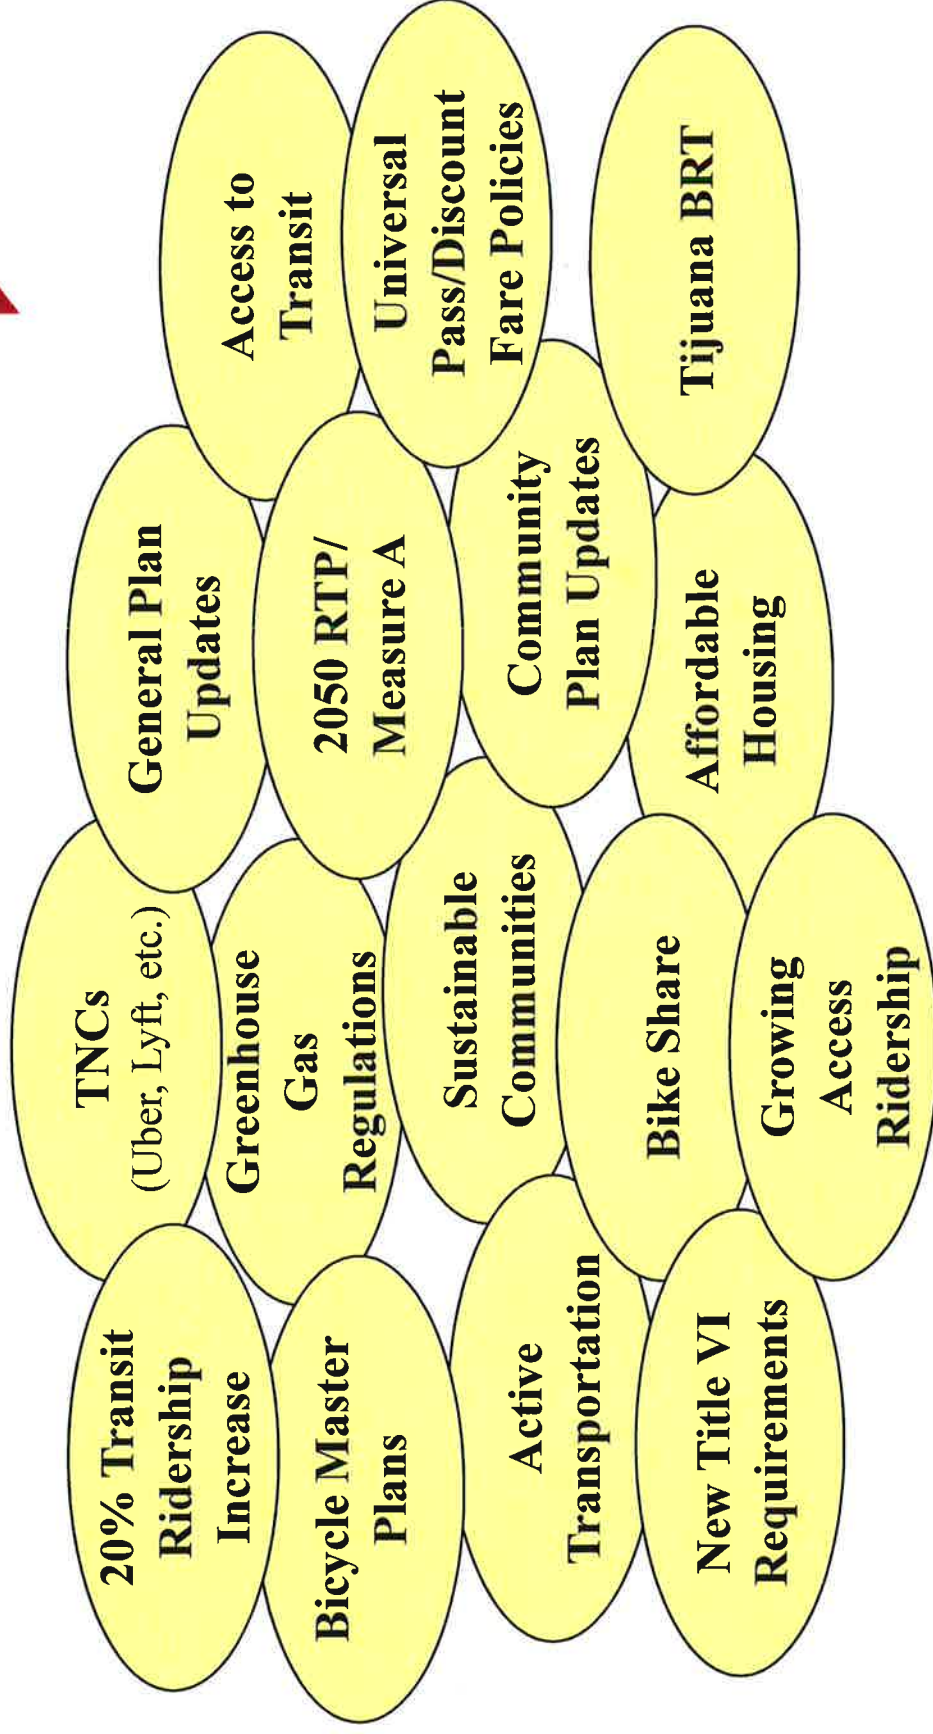 20% Transit
Ridership
Increase
Bicycle Master
Plans
Active
Transportation
New Title VI
Requirements
TNCs
(Uber, Lyft, etc.)
Greenhouse
Gas
Regulations
Sustainable
Communities
Bike Share
Growing
Access
Ridership
General Plan
Updates
2050 RTP/
Measure A
Community
Plan Updates
Affordable
Housing
Access to
Transit
Universal
Pass/Discount
Fare Policies
Tijuana BRT